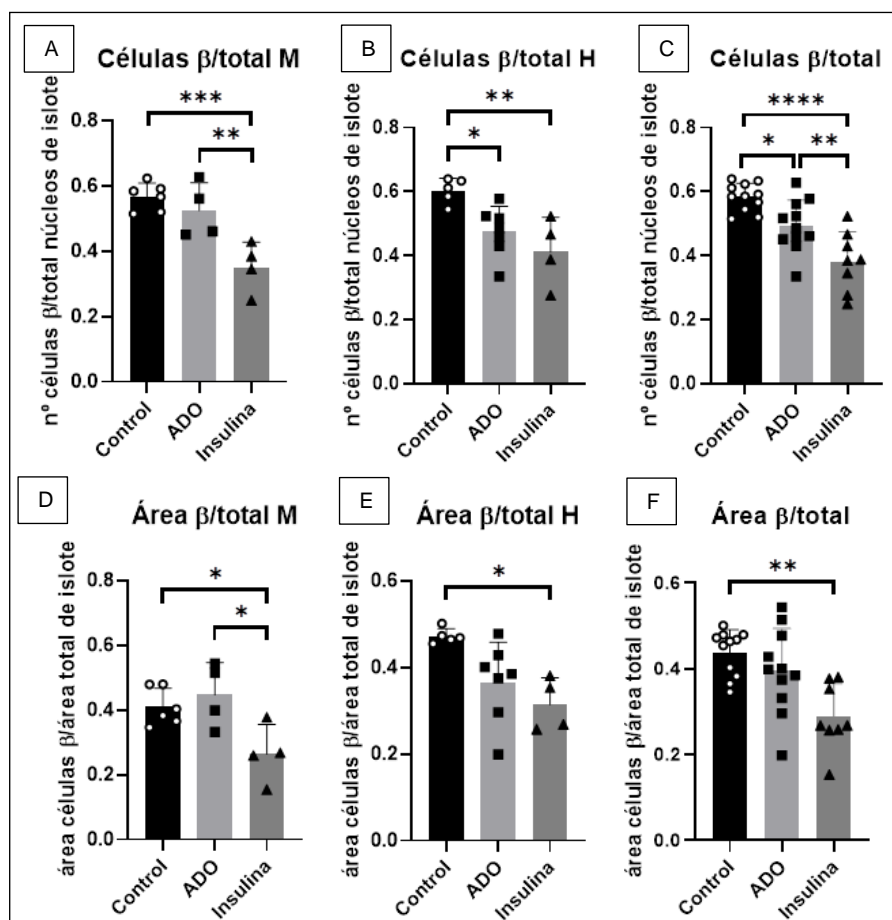 A
Células β/total M
nº células β/total núcleos de islote
0.8
0.6
0.4
0.2
0.0
***
**
Control
ADO
Insulina
B
Células β/total H
nº células β/total núcleos de islote
0.8
0.6
0.4
0.2
0.0
**
*
Control
ADO
Insulina
C
Células β/total
nº células β/total núcleos de islote
0.8
0.6
0.4
0.2
0.0
****
*
**
Control
ADO
Insulina
D
Área β/total M
área células β/área total de islote
0.8
0.6
0.4
0.2
0.0
*
*
Control
ADO
Insulina
E
Área β/total H
área células β/área total de islote
0.6
0.4
0.2
0.0
*
Control
ADO
Insulina
F
Área β/total
área células β/área total de islote
0.6
0.4
0.2
0.0
**
Control
ADO
Insulina